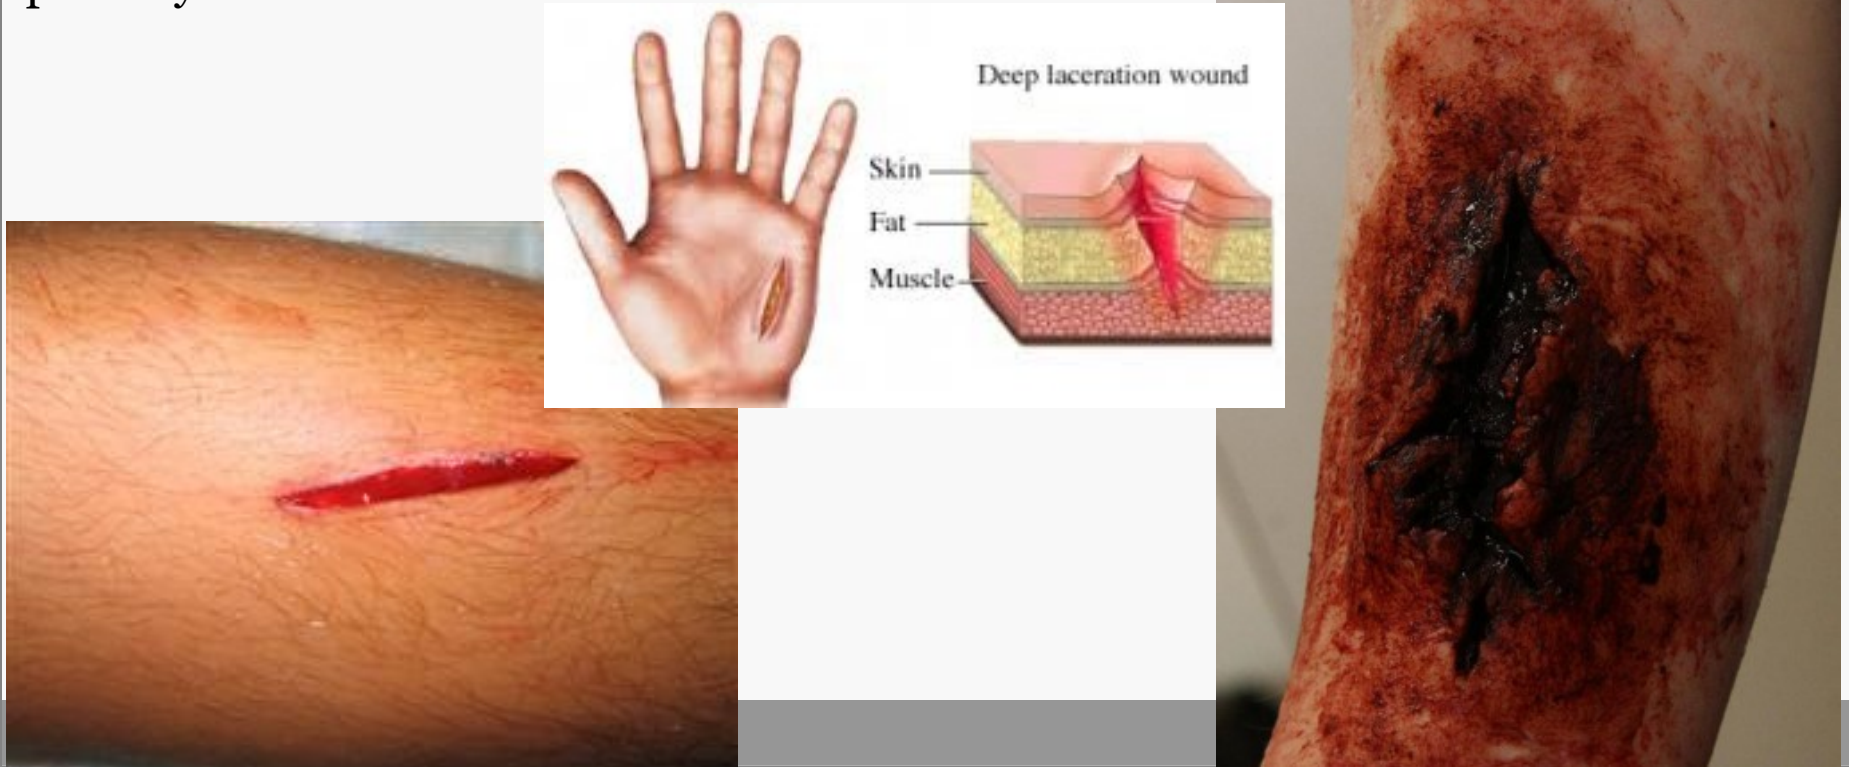 Deep laceration wound
Skin
Fat
Muscle